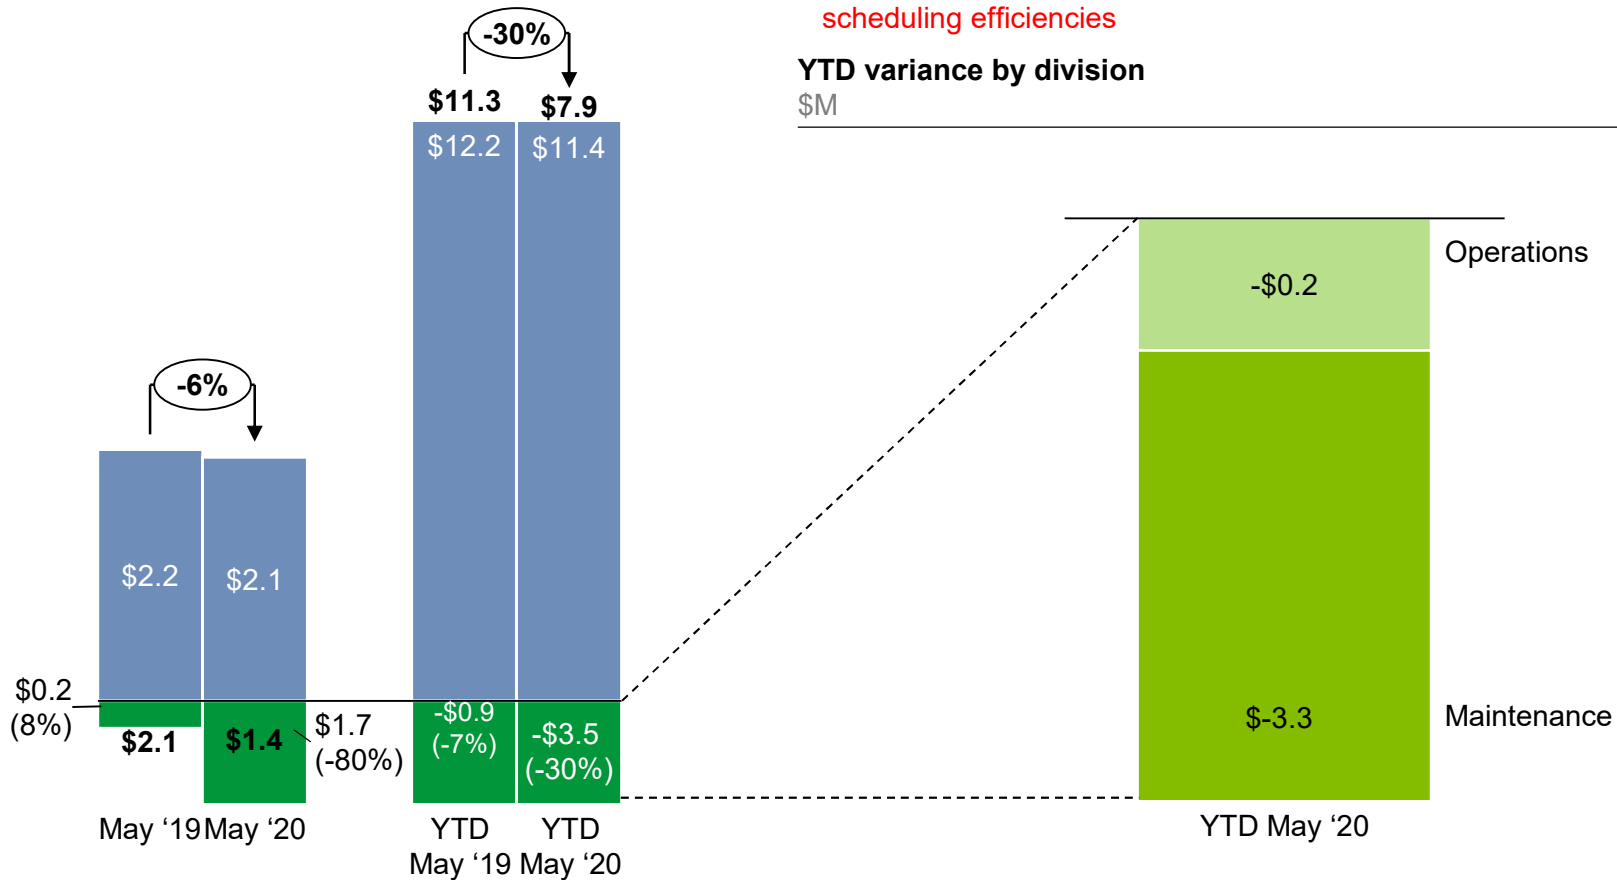 scheduling efficiencies
YTD variance by division
$M
-30%
$11.3
$7.9
$12.2
$11.4
-6%
$2.2
$2.1
$0.2
(8%)
$2.1
$1.4
$1.7
(-80%)
-$0.9
(-7%)
-$3.5
(-30%)
May ‘19
May ‘20
YTD
May ‘19
YTD
May ‘20
-$0.2
Operations
$-3.3
Maintenance
YTD May ‘20